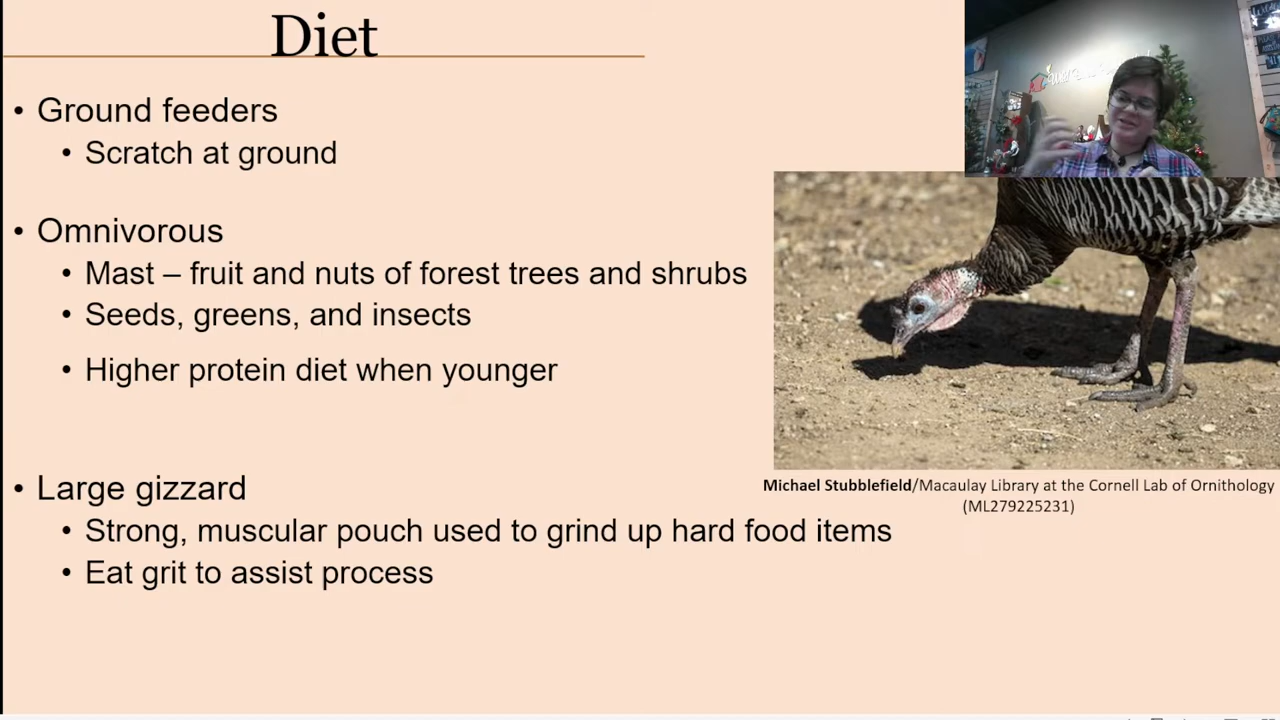 Diet
• Ground feeders
• Scratch at ground
• Omnivorous
• Mast – fruit and nuts of forest trees and shrubs
• Seeds, greens, and insects
• Higher protein diet when younger
• Large gizzard
• Strong, muscular pouch used to grind up hard food items
• Eat grit to assist process
Michael Stubblefield/Macaulay Library at the Cornell Lab of Ornithology
(ML279225231)